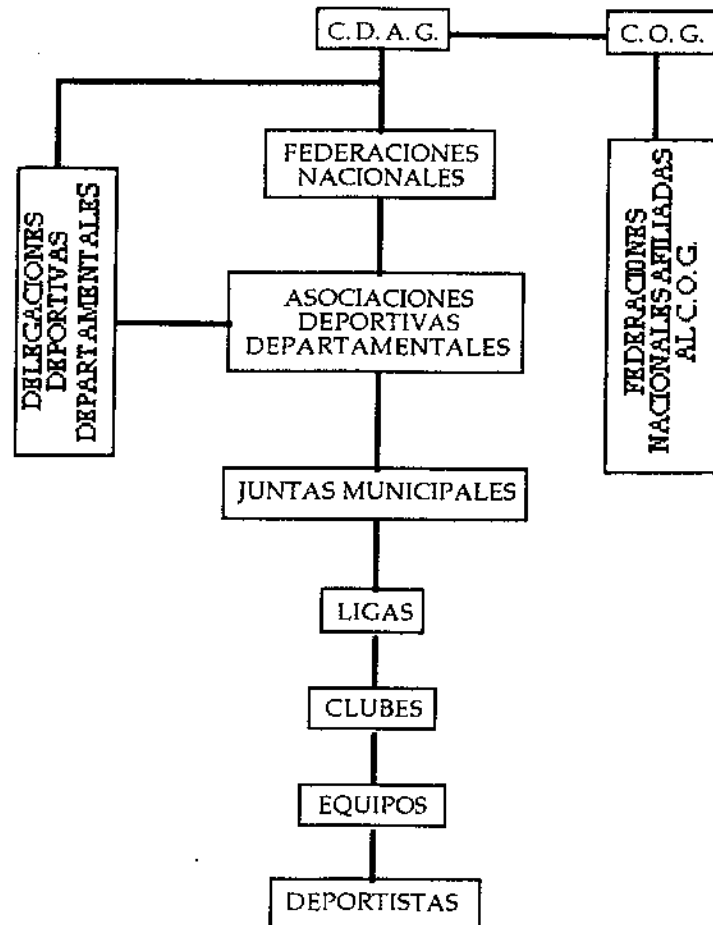 C. D. A. G.
C. O. G.
FEDERACIONES
NACIONALES
DELEGACIONES
DEPORTIVAS
DEPARTAMENTALES
FEDERACIONES
NACIONALES AFILIADAS
AL C. O. G.
ASOCIACIONES
DEPORTIVAS
DEPARTAMENTALES
JUNTAS MUNICIPALES
LIGAS
CLUBES
EQUIPOS
DEPORTISTAS